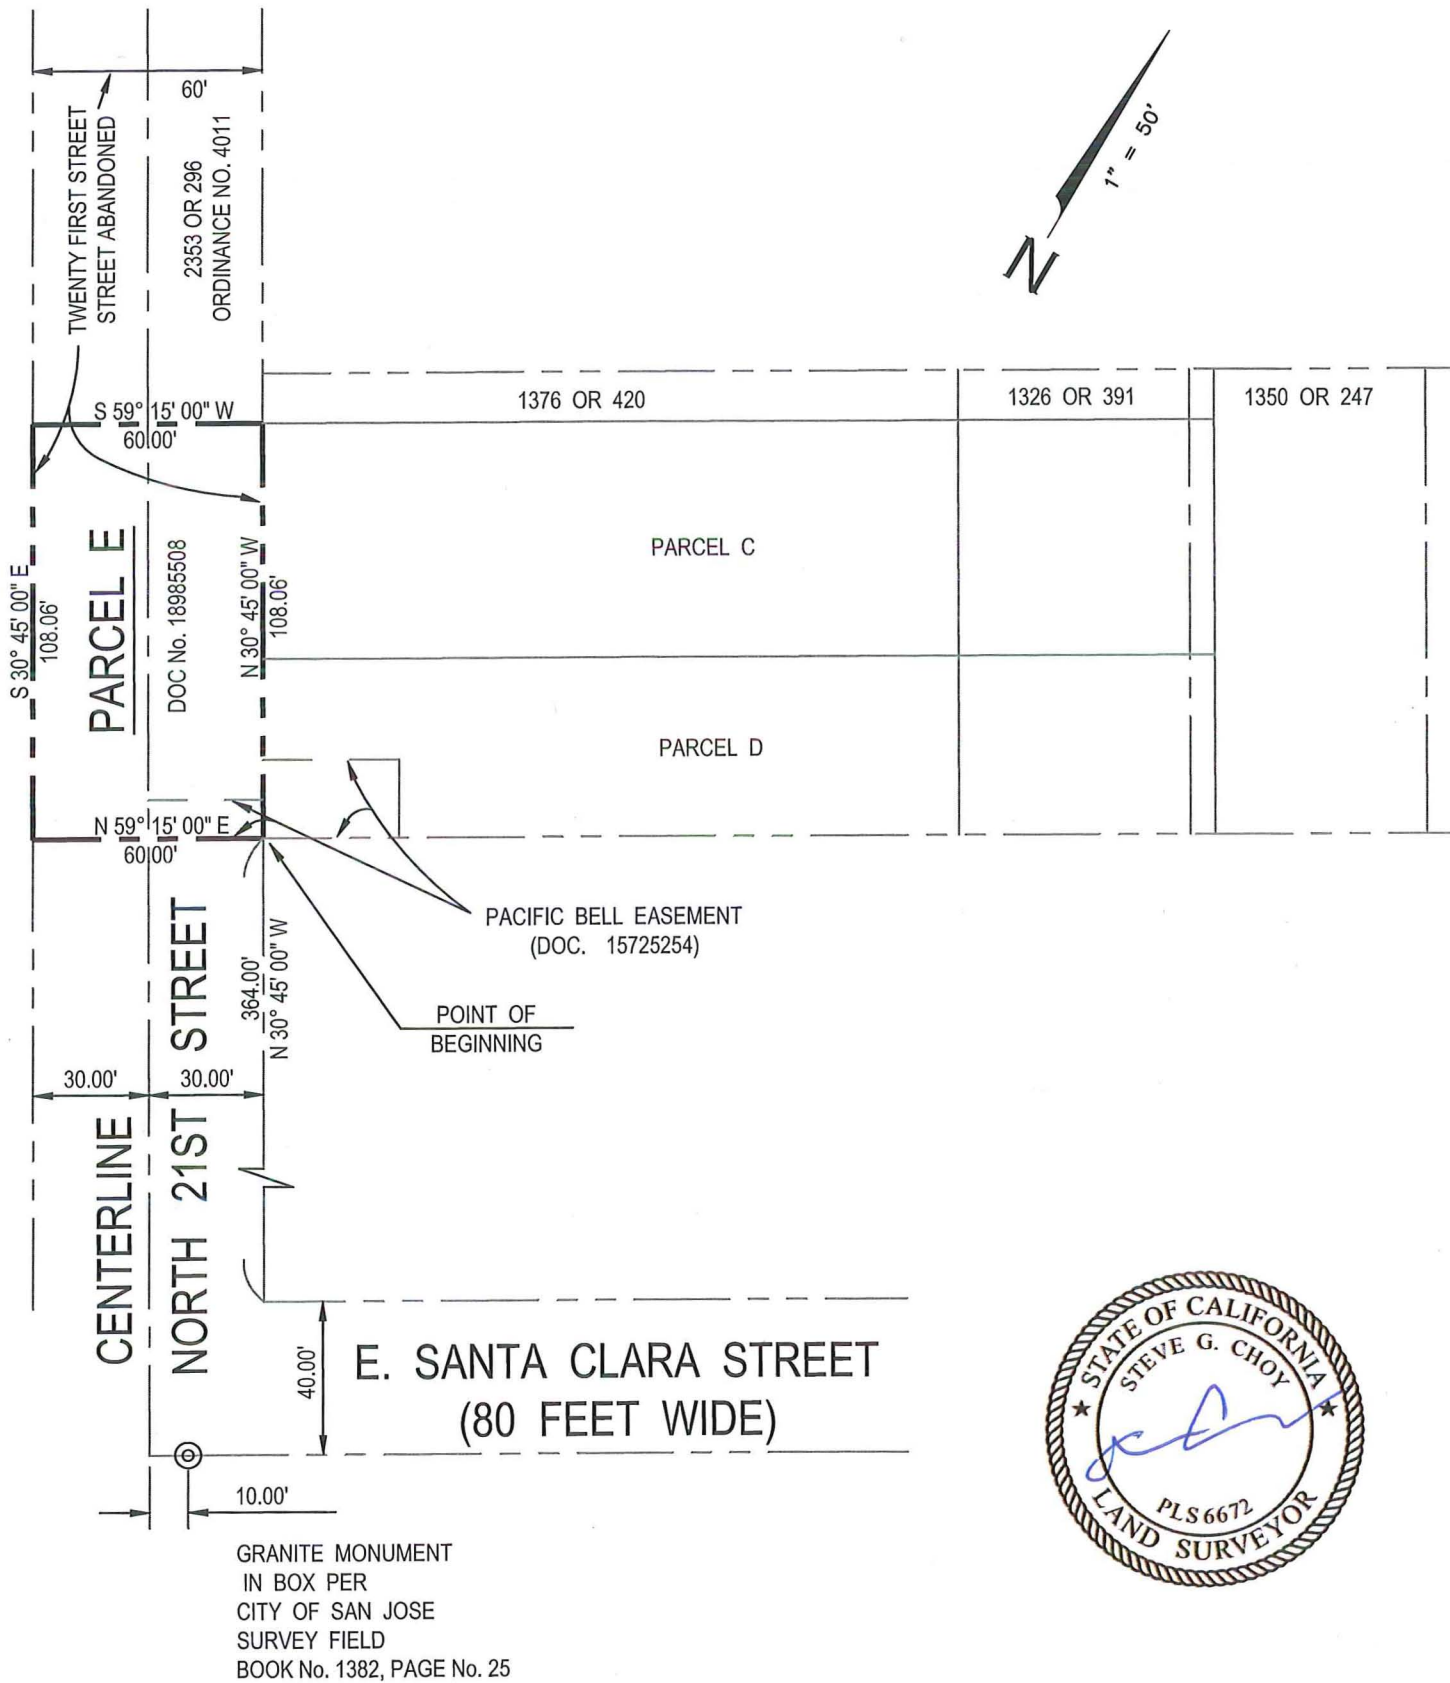 60'
TWENTY FIRST STREET
STREET ABANDONED
2353 OR 296
ORDINANCE NO. 4011
1" = 50'
N
S 59° 15' 00" W
60.00'
1376 OR 420
1326 OR 391
1350 OR 247
S 30° 45' 00" E
108.06'
PARCEL E
DOC No. 18985508
N 30° 45' 00" W
108.06'
PARCEL C
PARCEL D
N 59° 15' 00" E
60.00'
PACIFIC BELL EASEMENT
(DOC. 15725254)
364.00'
N 30° 45' 00" W
POINT OF
BEGINNING
30.00'
30.00'
CENTERLINE
NORTH 21ST STREET
40.00'
E. SANTA CLARA STREET
(80 FEET WIDE)
10.00'
GRANITE MONUMENT
IN BOX PER
CITY OF SAN JOSE
SURVEY FIELD
BOOK No. 1382, PAGE No. 25
STATE OF CALIFORNIA
STEVE G. CHOY
PLS 6672
LAND SURVEYOR